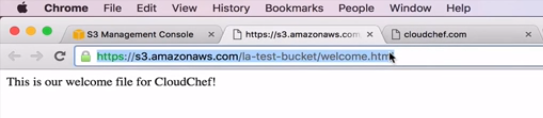 Chrome File Edit View History Bookmarks People Window Help
S3 Management Console https://s3.amazonaws.com cloudchef.com
https://s3.amazonaws.com/la-test-bucket/welcome.html
This is our welcome file for CloudChef!